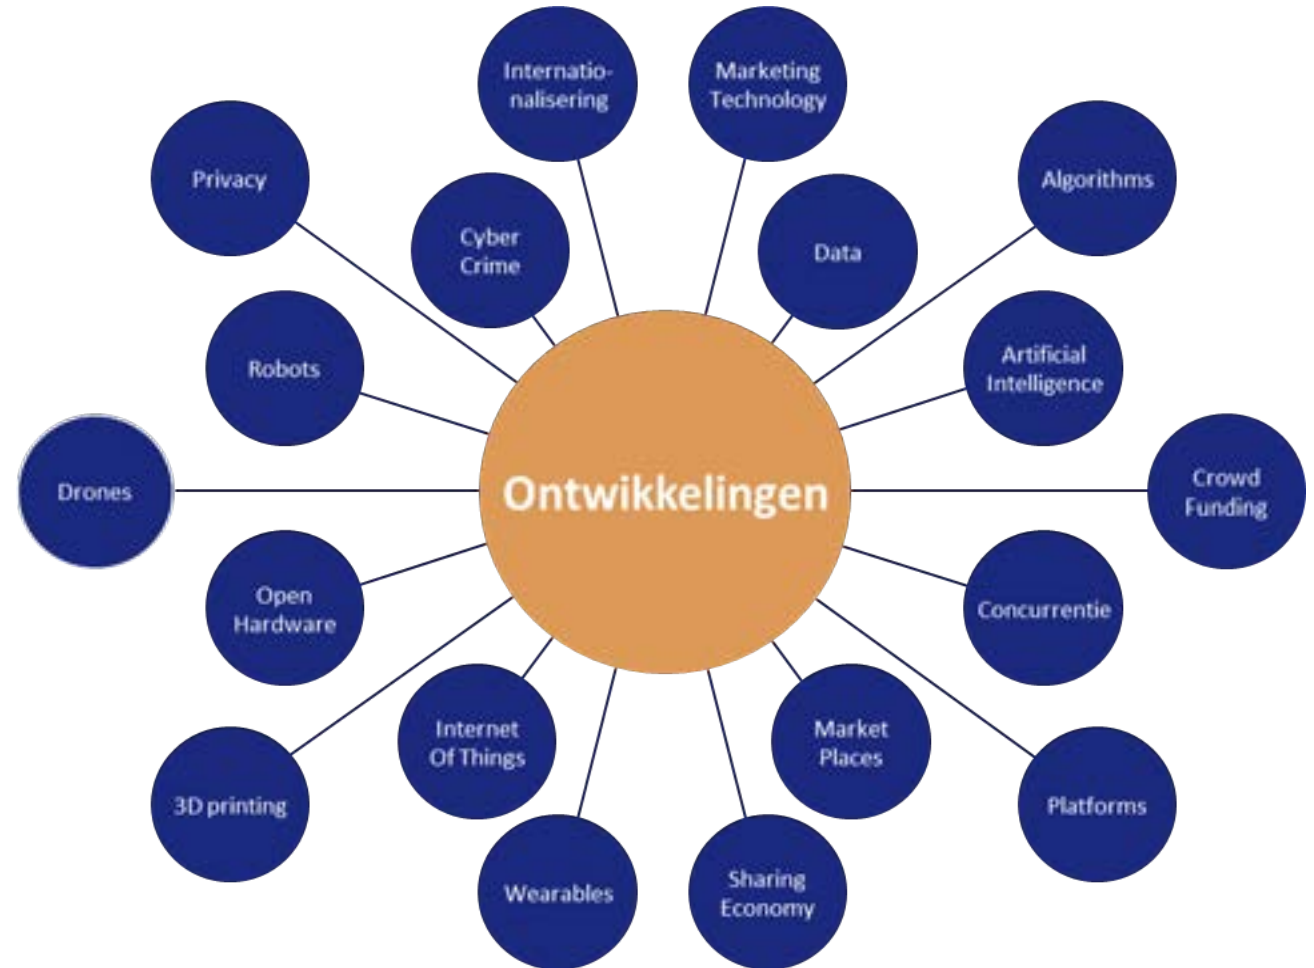 Internatio-
nalisering
Marketing
Technology
Privacy
Algorithms
Cyber
Crime
Data
Robots
Artificial
Intelligence
Drones
Ontwikkelingen
Crowd
Funding
Open
Hardware
Concurrentie
Internet
Of Things
Market
Places
3D printing
Platforms
Wearables
Sharing
Economy